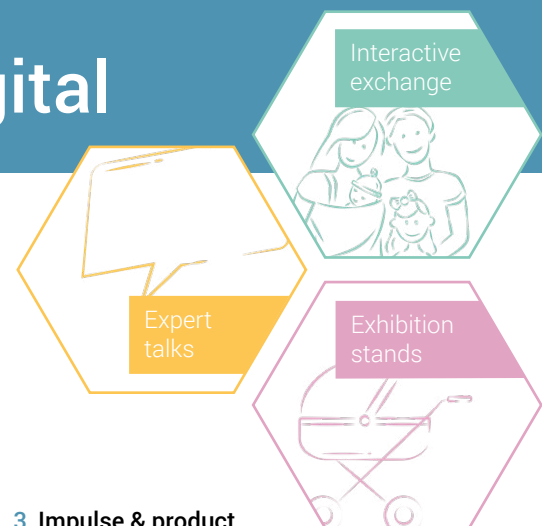 gital
Interactive
exchange
Expert
talks
Exhibition
stands
3 Impulse & product